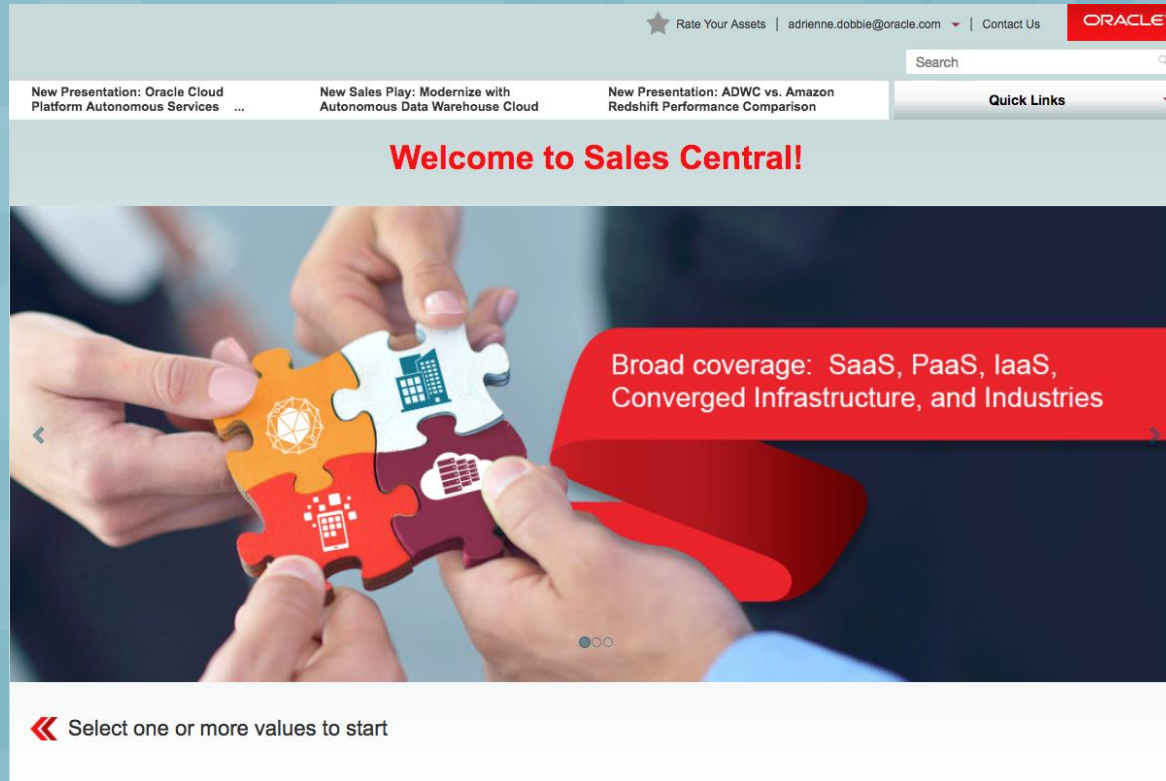 Rate Your Assets | adrienne.dobbie@oracle.com | Contact Us
ORACLE
Search
New Presentation: Oracle Cloud
Platform Autonomous Services ...
New Sales Play: Modernize with
Autonomous Data Warehouse Cloud
New Presentation: ADWC vs. Amazon
Redshift Performance Comparison
Quick Links
Welcome to Sales Central!
Broad coverage: SaaS, PaaS, IaaS,
Converged Infrastructure, and Industries
Select one or more values to start